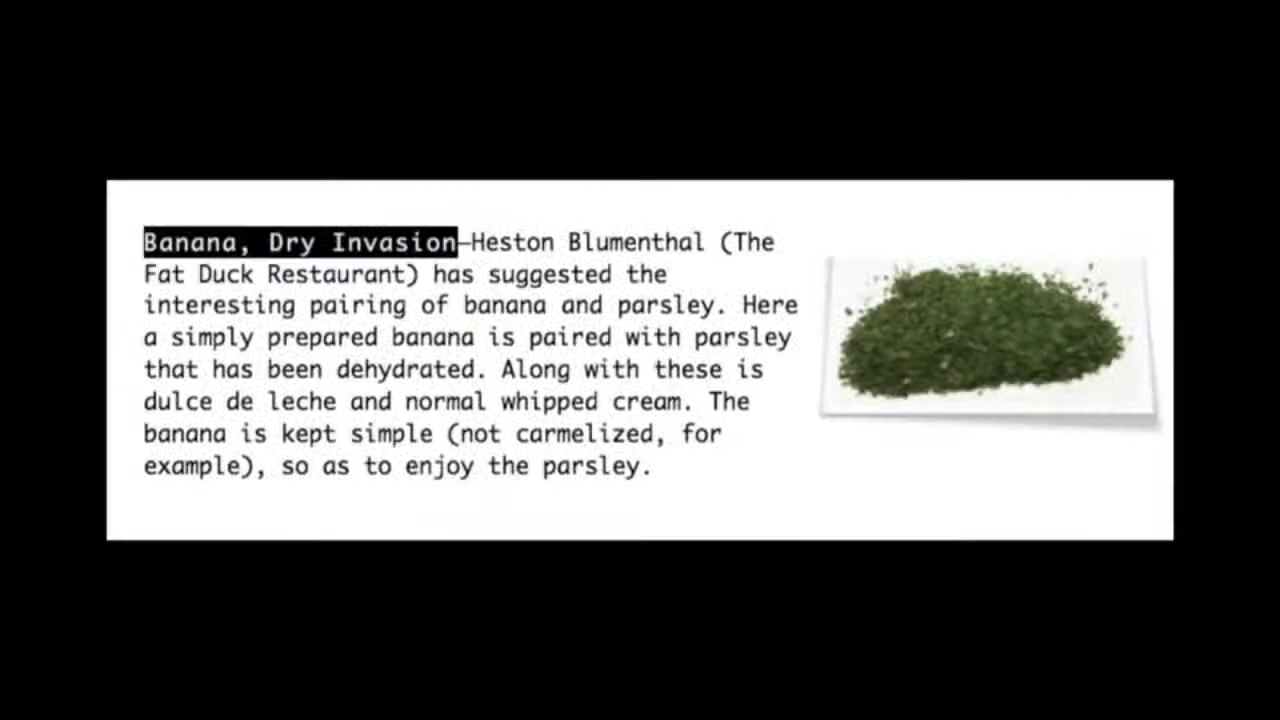 Banana, Dry Invasion—Heston Blumenthal (The
Fat Duck Restaurant) has suggested the
interesting pairing of banana and parsley. Here
a simply prepared banana is paired with parsley
that has been dehydrated. Along with these is
dulce de leche and normal whipped cream. The
banana is kept simple (not carmelized, for
example), so as to enjoy the parsley.